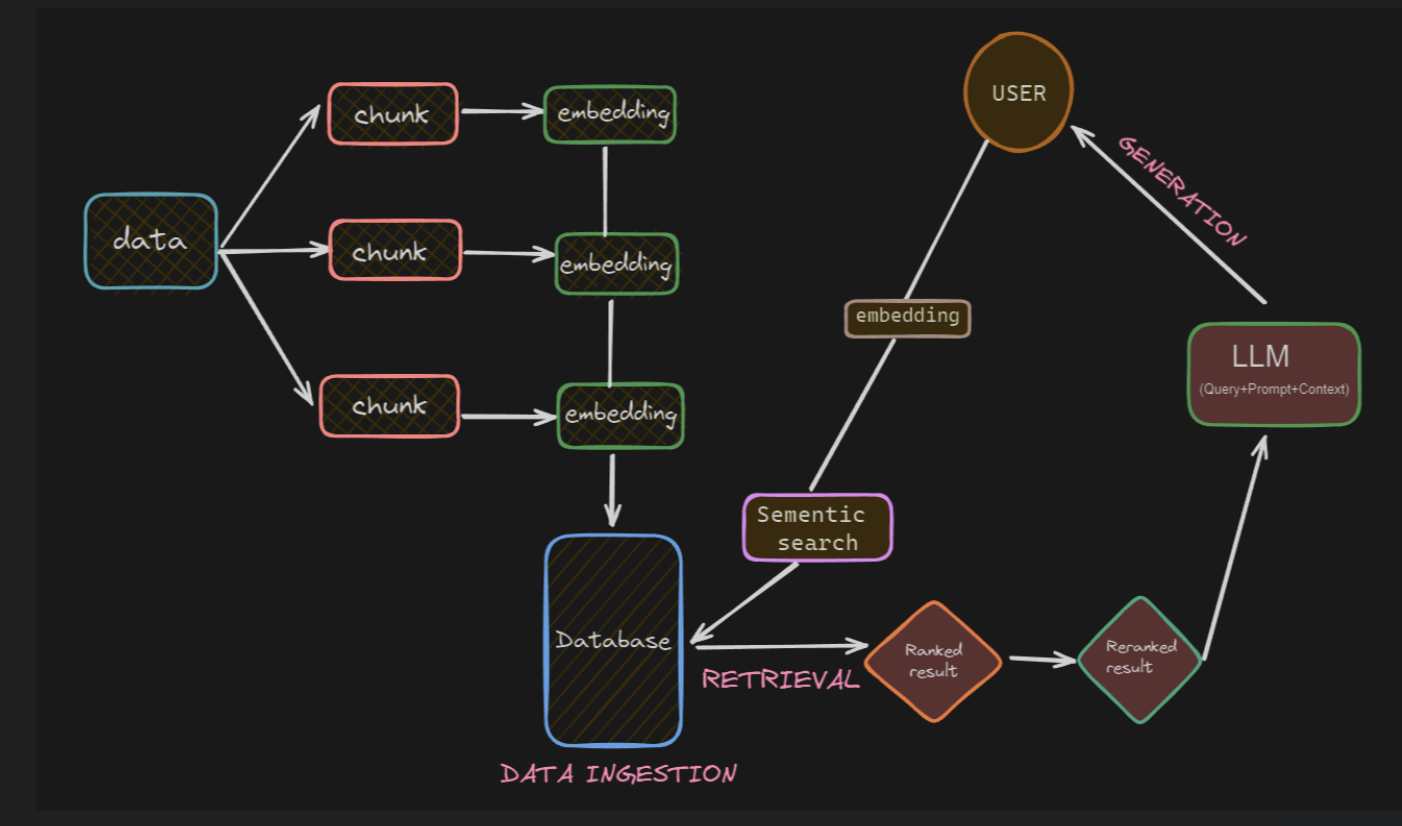 USER
chunk
embedding
GENERATION
data
chunk
embedding
embedding
LLM
(Query+Prompt+Context)
chunk
embedding
Sementic
search
Database
Ranked
result
Reranked
result
RETRIEVAL
DATA INGESTION